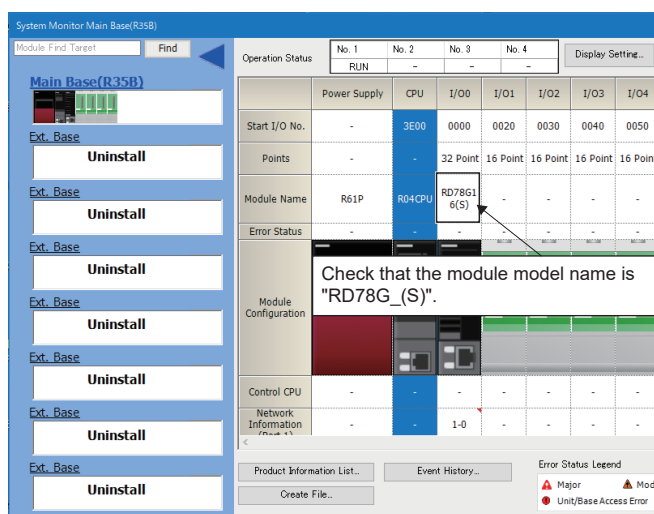 System Monitor Main Base(R35B)
Module Find Target Find
Main Base(R35B)
Ext. Base
Uninstall
Ext. Base
Uninstall
Ext. Base
Uninstall
Ext. Base
Uninstall
Ext. Base
Uninstall
Ext. Base
Uninstall
Ext. Base
Uninstall
Operation Status No. 1 No. 2 No. 3 No. 4 Display Setting...
RUN - - -
Power Supply CPU I/O0 I/O1 I/O2 I/O3 I/O4
Start I/O No. - 3E00 0000 0020 0030 0040 0050
Points - - 32 Point 16 Point 16 Point 16 Point 16 Poin
Module Name R61P R04CPU RD78G1 - - - -
6(S)
Error Status - - - - - - -
Check that the module model name is
"RD78G_(S)".
Module
Configuration
Control CPU - - - - - - -
Network
Information - - 1-0 - - - -
(Port 1)
<
Product Information List... Event History... Error Status Legend
Create File... Major Mod
Unit/Base Access Error